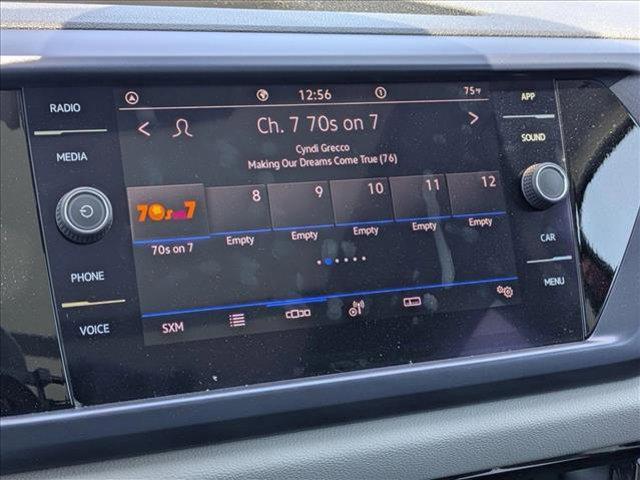 RADIO
MEDIA
PHONE
VOICE
12:56
75°F
Ch. 7 70s on 7
Cyndi Grecco
Making Our Dreams Come True (76)
70s on 7
8
9
10
11
12
70s on 7
Empty
Empty
Empty
Empty
Empty
SXM
APP
SOUND
CAR
MENU